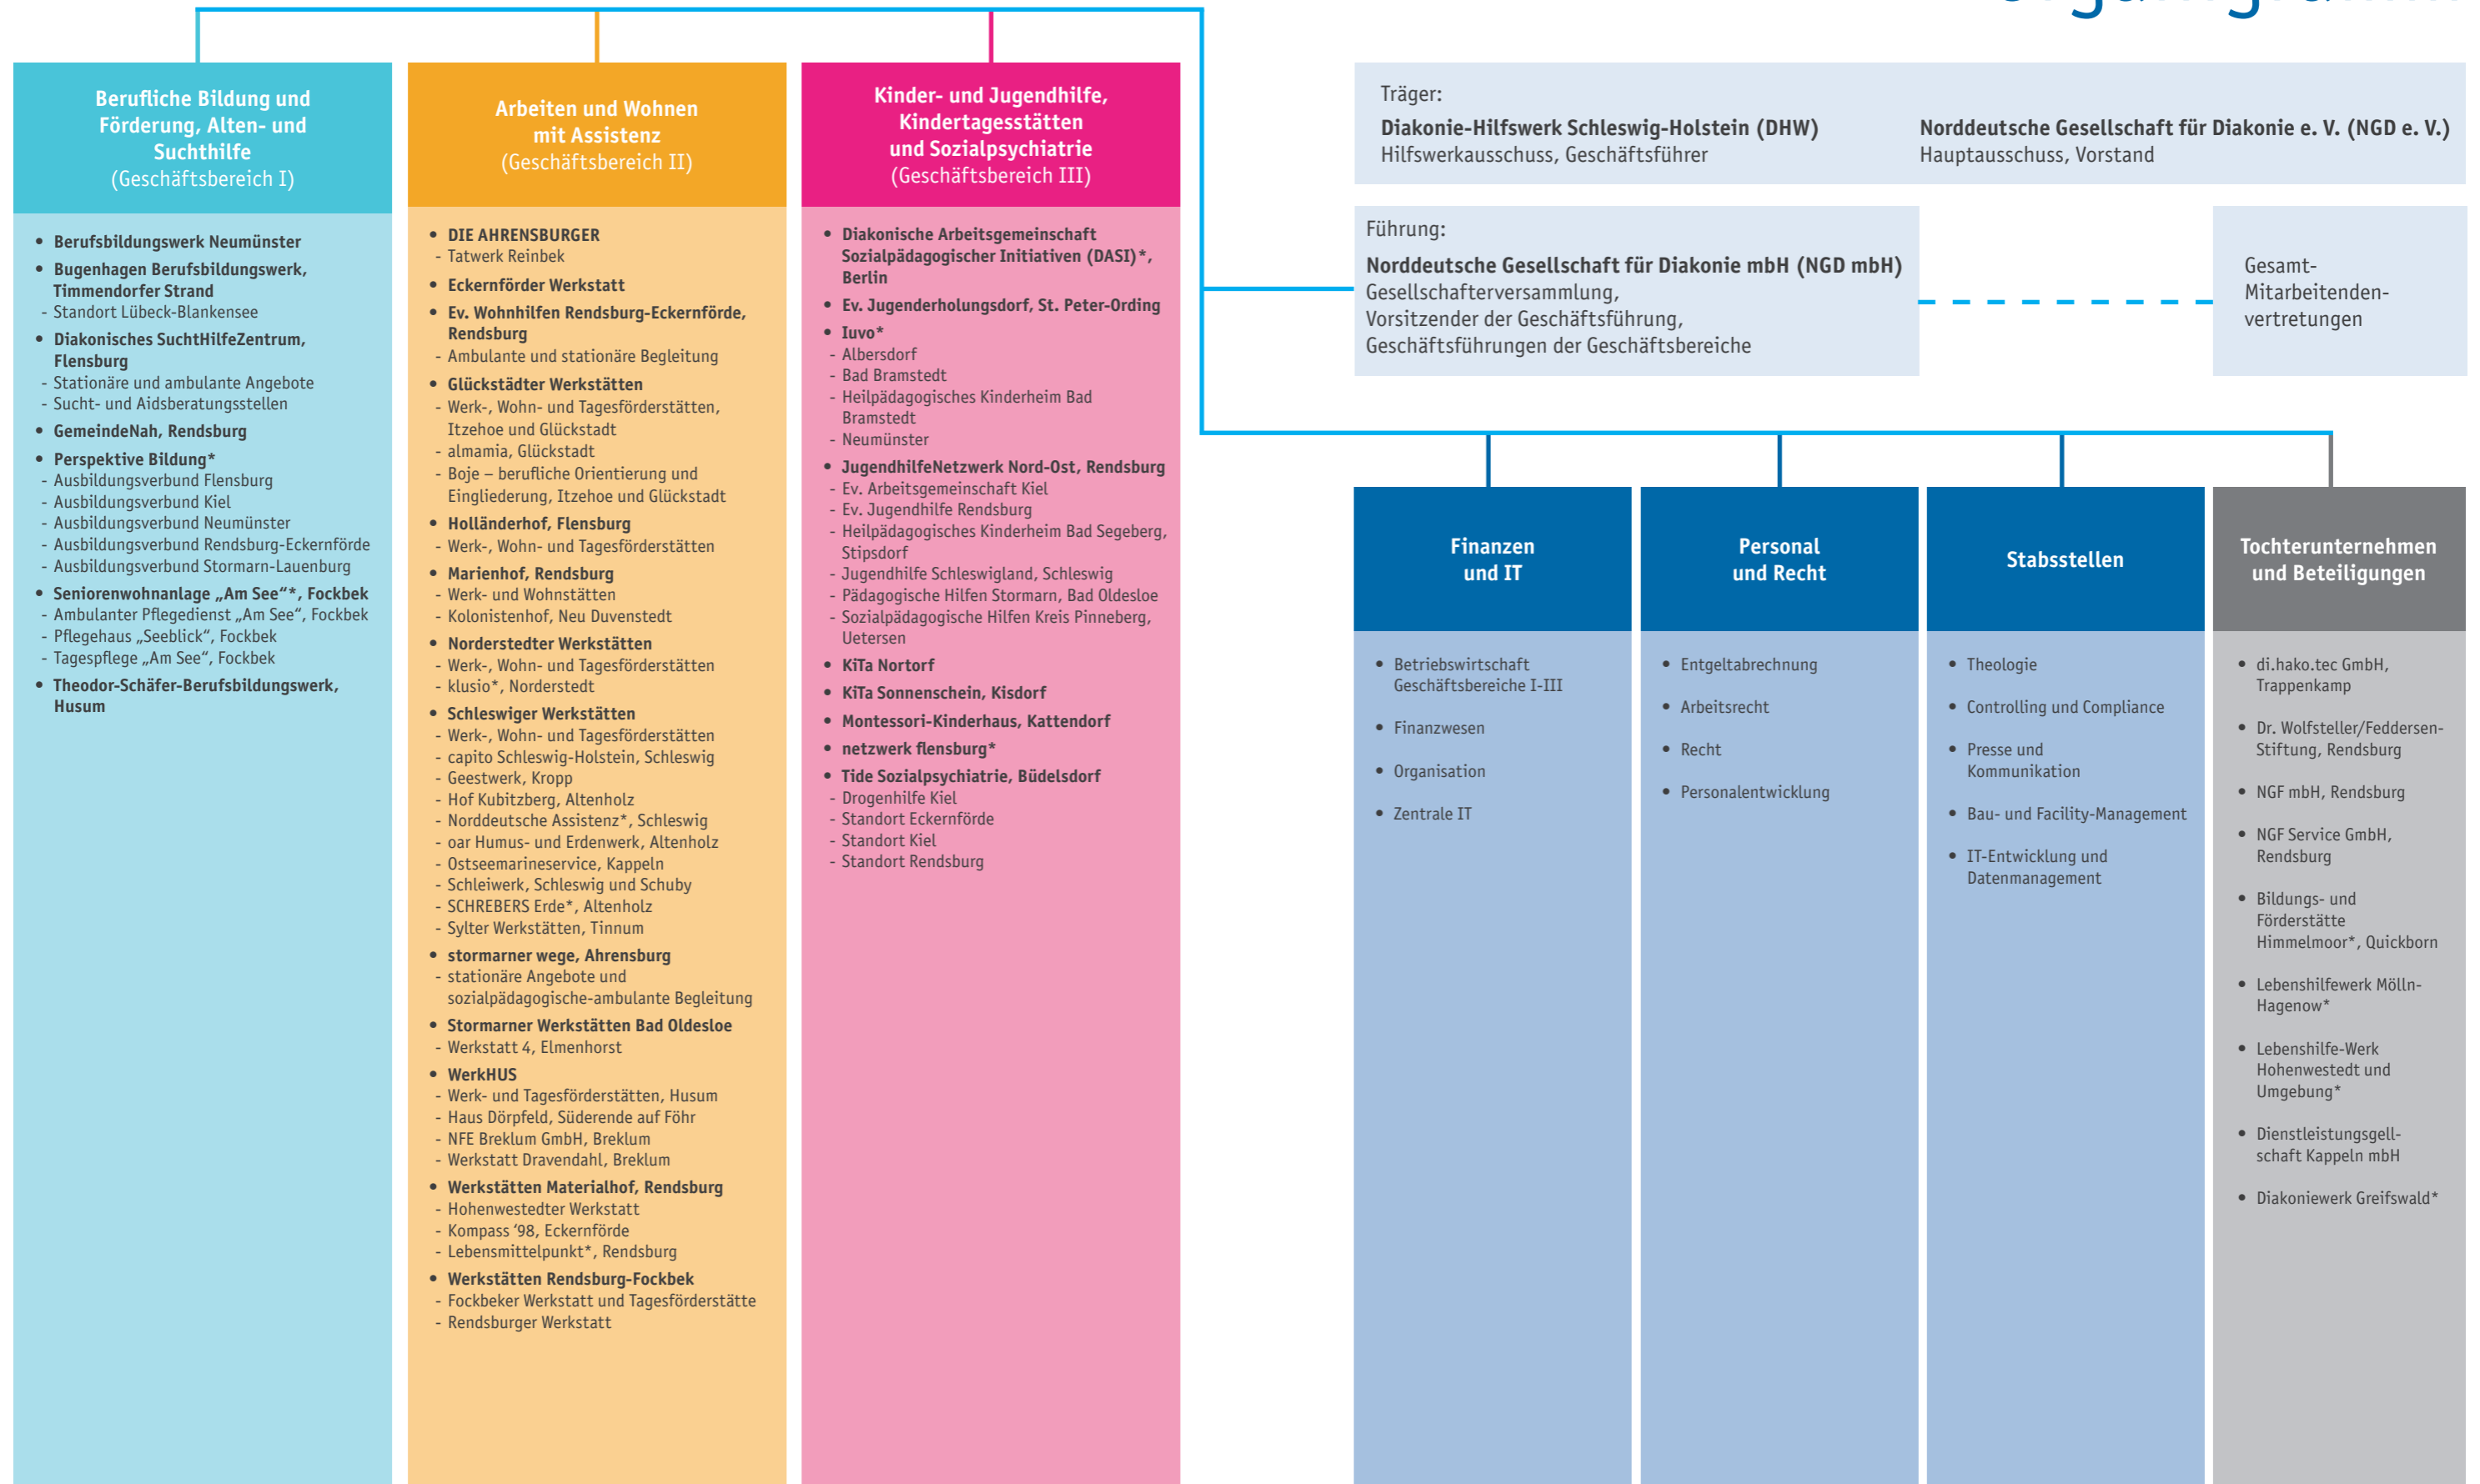 Berufliche Bildung und
Förderung, Alten- und
Suchthilfe
(Geschäftsbereich I)
• Berufsbildungswerk Neumünster
• Bugenhagen Berufsbildungswerk,
Timmendorfer Strand
- Standort Lübeck-Blankensee
• Diakonisches SuchtHilfeZentrum,
Flensburg
- Stationäre und ambulante Angebote
- Sucht- und Aidsberatungsstellen
• GemeindeNah, Rendsburg
• Perspektive Bildung*
- Ausbildungsverbund Flensburg
- Ausbildungsverbund Kiel
- Ausbildungsverbund Neumünster
- Ausbildungsverbund Rendsburg-Eckernförde
- Ausbildungsverbund Stormarn-Lauenburg
• Seniorenwohnanlage „Am See“*, Fockbek
- Ambulanter Pflegedienst „Am See“, Fockbek
- Pflegehaus „Seeblick“, Fockbek
- Tagespflege „Am See“, Fockbek
• Theodor-Schäfer-Berufsbildungswerk,
Husum
Arbeiten und Wohnen
mit Assistenz
(Geschäftsbereich II)
• DIE AHRENSBURGER
- Tatwerk Reinbek
• Eckernförder Werkstatt
• Ev. Wohnhilfen Rendsburg-Eckernförde,
Rendsburg
- Ambulante und stationäre Begleitung
• Glückstädter Werkstätten
- Werk-, Wohn- und Tagesförderstätten,
Itzehoe und Glückstadt
- almamia, Glückstadt
- Boje – berufliche Orientierung und
Eingliederung, Itzehoe und Glückstadt
• Holländerhof, Flensburg
- Werk-, Wohn- und Tagesförderstätten
• Marienhof, Rendsburg
- Werk- und Wohnstätten
- Kolonistenhof, Neu Duvenstedt
• Norderstedter Werkstätten
- Werk-, Wohn- und Tagesförderstätten
- klusio*, Norderstedt
• Schleswiger Werkstätten
- Werk-, Wohn- und Tagesförderstätten
- capito Schleswig-Holstein, Schleswig
- Geestwerk, Kropp
- Hof Kubitzberg, Altenholz
- Norddeutsche Assistenz*, Schleswig
- oar Humus- und Erdenwerk, Altenholz
- Ostseemarineservice, Kappeln
- Schleiwerk, Schleswig und Schuby
- SCHREBERS Erde*, Altenholz
- Sylter Werkstätten, Tinnum
• stormarner wege, Ahrensburg
- stationäre Angebote und
sozialpädagogische-ambulante Begleitung
• Stormarner Werkstätten Bad Oldesloe
- Werkstatt 4, Elmenhorst
• WerkHUS
- Werk- und Tagesförderstätten, Husum
- Haus Dörpfeld, Süderende auf Föhr
- NFE Breklum GmbH, Breklum
- Werkstatt Dravendahl, Breklum
• Werkstätten Materialhof, Rendsburg
- Hohenwestedter Werkstatt
- Kompass ‘98, Eckernförde
- Lebensmittelpunkt*, Rendsburg
• Werkstätten Rendsburg-Fockbek
- Fockbeker Werkstatt und Tagesförderstätte
- Rendsburger Werkstatt
Kinder- und Jugendhilfe,
Kindertagesstätten
und Sozialpsychiatrie
(Geschäftsbereich III)
• Diakonische Arbeitsgemeinschaft
Sozialpädagogischer Initiativen (DASI)*,
Berlin
• Ev. Jugenderholungsdorf, St. Peter-Ording
• Iuvo*
- Albersdorf
- Bad Bramstedt
- Heilpädagogisches Kinderheim Bad
Bramstedt
- Neumünster
• JugendhilfeNetzwerk Nord-Ost, Rendsburg
- Ev. Arbeitsgemeinschaft Kiel
- Ev. Jugendhilfe Rendsburg
- Heilpädagogisches Kinderheim Bad Segeberg,
Stipsdorf
- Jugendhilfe Schleswigland, Schleswig
- Pädagogische Hilfen Stormarn, Bad Oldesloe
- Sozialpädagogische Hilfen Kreis Pinneberg,
Uetersen
• KiTa Nortorf
• KiTa Sonnenschein, Kisdorf
• Montessori-Kinderhaus, Kattendorf
• netzwerk flensburg*
• Tide Sozialpsychiatrie, Büdelsdorf
- Drogenhilfe Kiel
- Standort Eckernförde
- Standort Kiel
- Standort Rendsburg
Träger:
Diakonie-Hilfswerk Schleswig-Holstein (DHW)
Hilfswerkausschuss, Geschäftsführer
Norddeutsche Gesellschaft für Diakonie e. V. (NGD e. V.)
Hauptausschuss, Vorstand
Führung:
Norddeutsche Gesellschaft für Diakonie mbH (NGD mbH)
Gesellschafterversammlung,
Vorsitzender der Geschäftsführung,
Geschäftsführungen der Geschäftsbereiche
Gesamt-
Mitarbeitenden-
vertretungen
Finanzen
und IT
• Betriebswirtschaft
Geschäftsbereiche I-III
• Finanzwesen
• Organisation
• Zentrale IT
Personal
und Recht
• Entgeltabrechnung
• Arbeitsrecht
• Recht
• Personalentwicklung
Stabsstellen
• Theologie
• Controlling und Compliance
• Presse und
Kommunikation
• Bau- und Facility-Management
• IT-Entwicklung und
Datenmanagement
Tochterunternehmen
und Beteiligungen
• di.hako.tec GmbH,
Trappenkamp
• Dr. Wolfsteller/Feddersen-
Stiftung, Rendsburg
• NGF mbH, Rendsburg
• NGF Service GmbH,
Rendsburg
• Bildungs- und
Förderstätte
Himmelmoor*, Quickborn
• Lebenshilfewerk Mölln-
Hagenow*
• Lebenshilfe-Werk
Hohenwestedt und
Umgebung*
• Dienstleistungsgell-
schaft Kappeln mbH
• Diakoniewerk Greifswald*